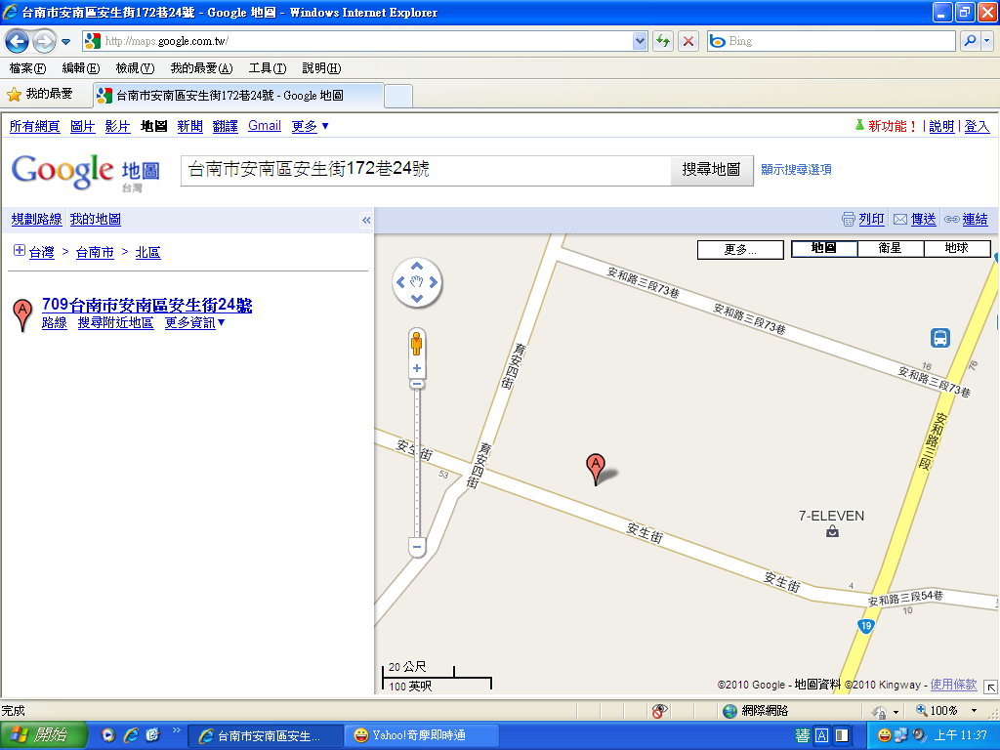 台南市安南區安生街172巷24號 - Google 地圖 - Windows Internet Explorer
http://maps.google.com.tw/
Bing
檔案(F) 編輯(E) 檢視(V) 我的最愛(A) 工具(T) 說明(H)
我的最愛
台南市安南區安生街172巷24號 - Google 地圖
所有網頁 圖片 影片 地圖 新聞 翻譯 Gmail 更多 ▼
新功能！ | 說明 | 登入
Google 地圖
台灣
台南市安南區安生街172巷24號
搜尋地圖
顯示搜尋選項
規劃路線 我的地圖
«
列印 傳送 連結
台灣 > 台南市 > 北區
更多...
地圖 衛星 地球
A
709台南市安南區安生街24號
路線 搜尋附近地區 更多資訊▼
安和路三段73巷
安和路三段73巷
安和路三段73巷
16
76
育安四街
育安四街
安和路三段
安生街
53
A
7-ELEVEN
安生街
安生街
4
安和路三段54巷
10
19
20 公尺
100 英呎
©2010 Google - 地圖資料 ©2010 Kingway - 使用條款
完成
網際網路
100%
開始
»
台南市安南區安生...
Yahoo!奇摩即時通
A
上午 11:37